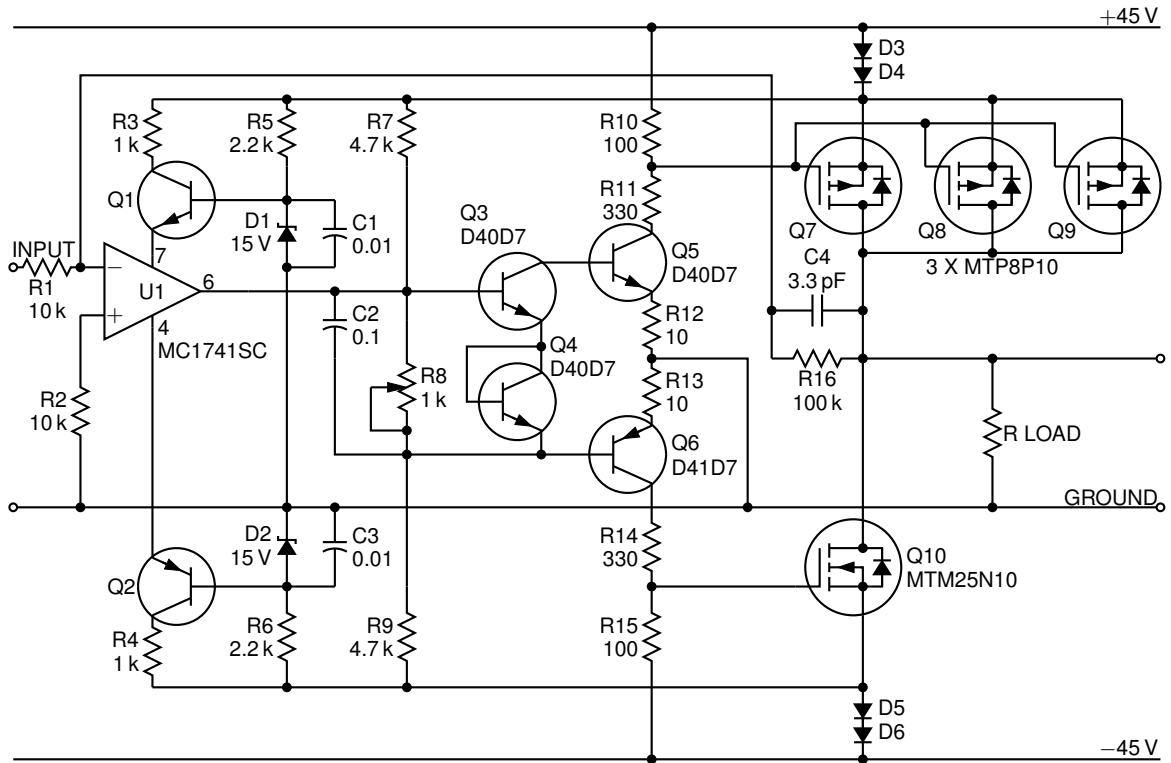 +45 V
D3
D4
R3
1 k
R5
2.2 k
R7
4.7 k
R10
100
Q1
D1
15 V
C1
0.01
Q3
D40D7
R11
330
Q5
D40D7
Q7
Q8
Q9
3 X MTP8P10
INPUT
R1
10 k
−
+
7
6
4
U1
MC1741SC
C2
0.1
R12
10
C4
3.3 pF
Q4
D40D7
R8
1 k
R13
10
R16
100 k
R2
10 k
Q6
D41D7
R LOAD
GROUND
D2
15 V
C3
0.01
R14
330
Q10
MTM25N10
Q2
R4
1 k
R6
2.2 k
R9
4.7 k
R15
100
D5
D6
−45 V